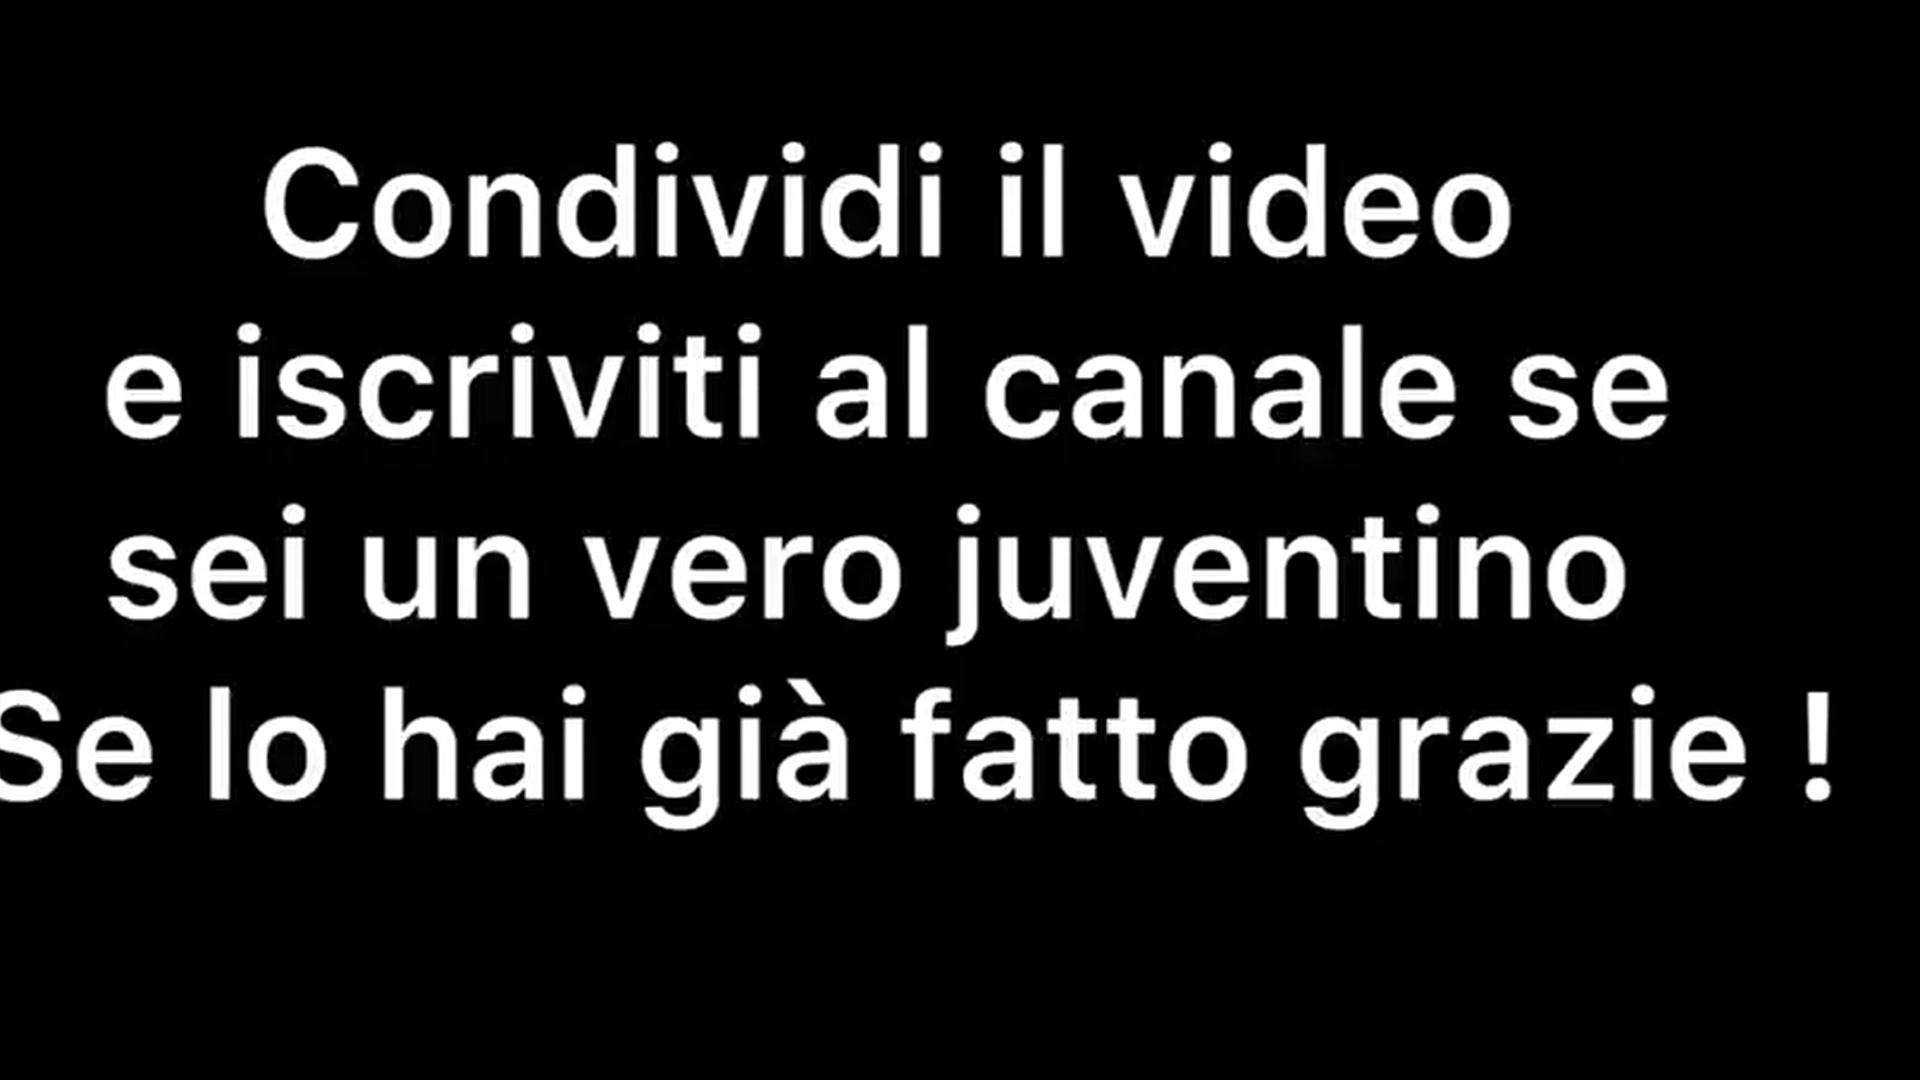 Condividi il video
e iscriviti al canale se
sei un vero juventino
Se lo hai già fatto grazie !